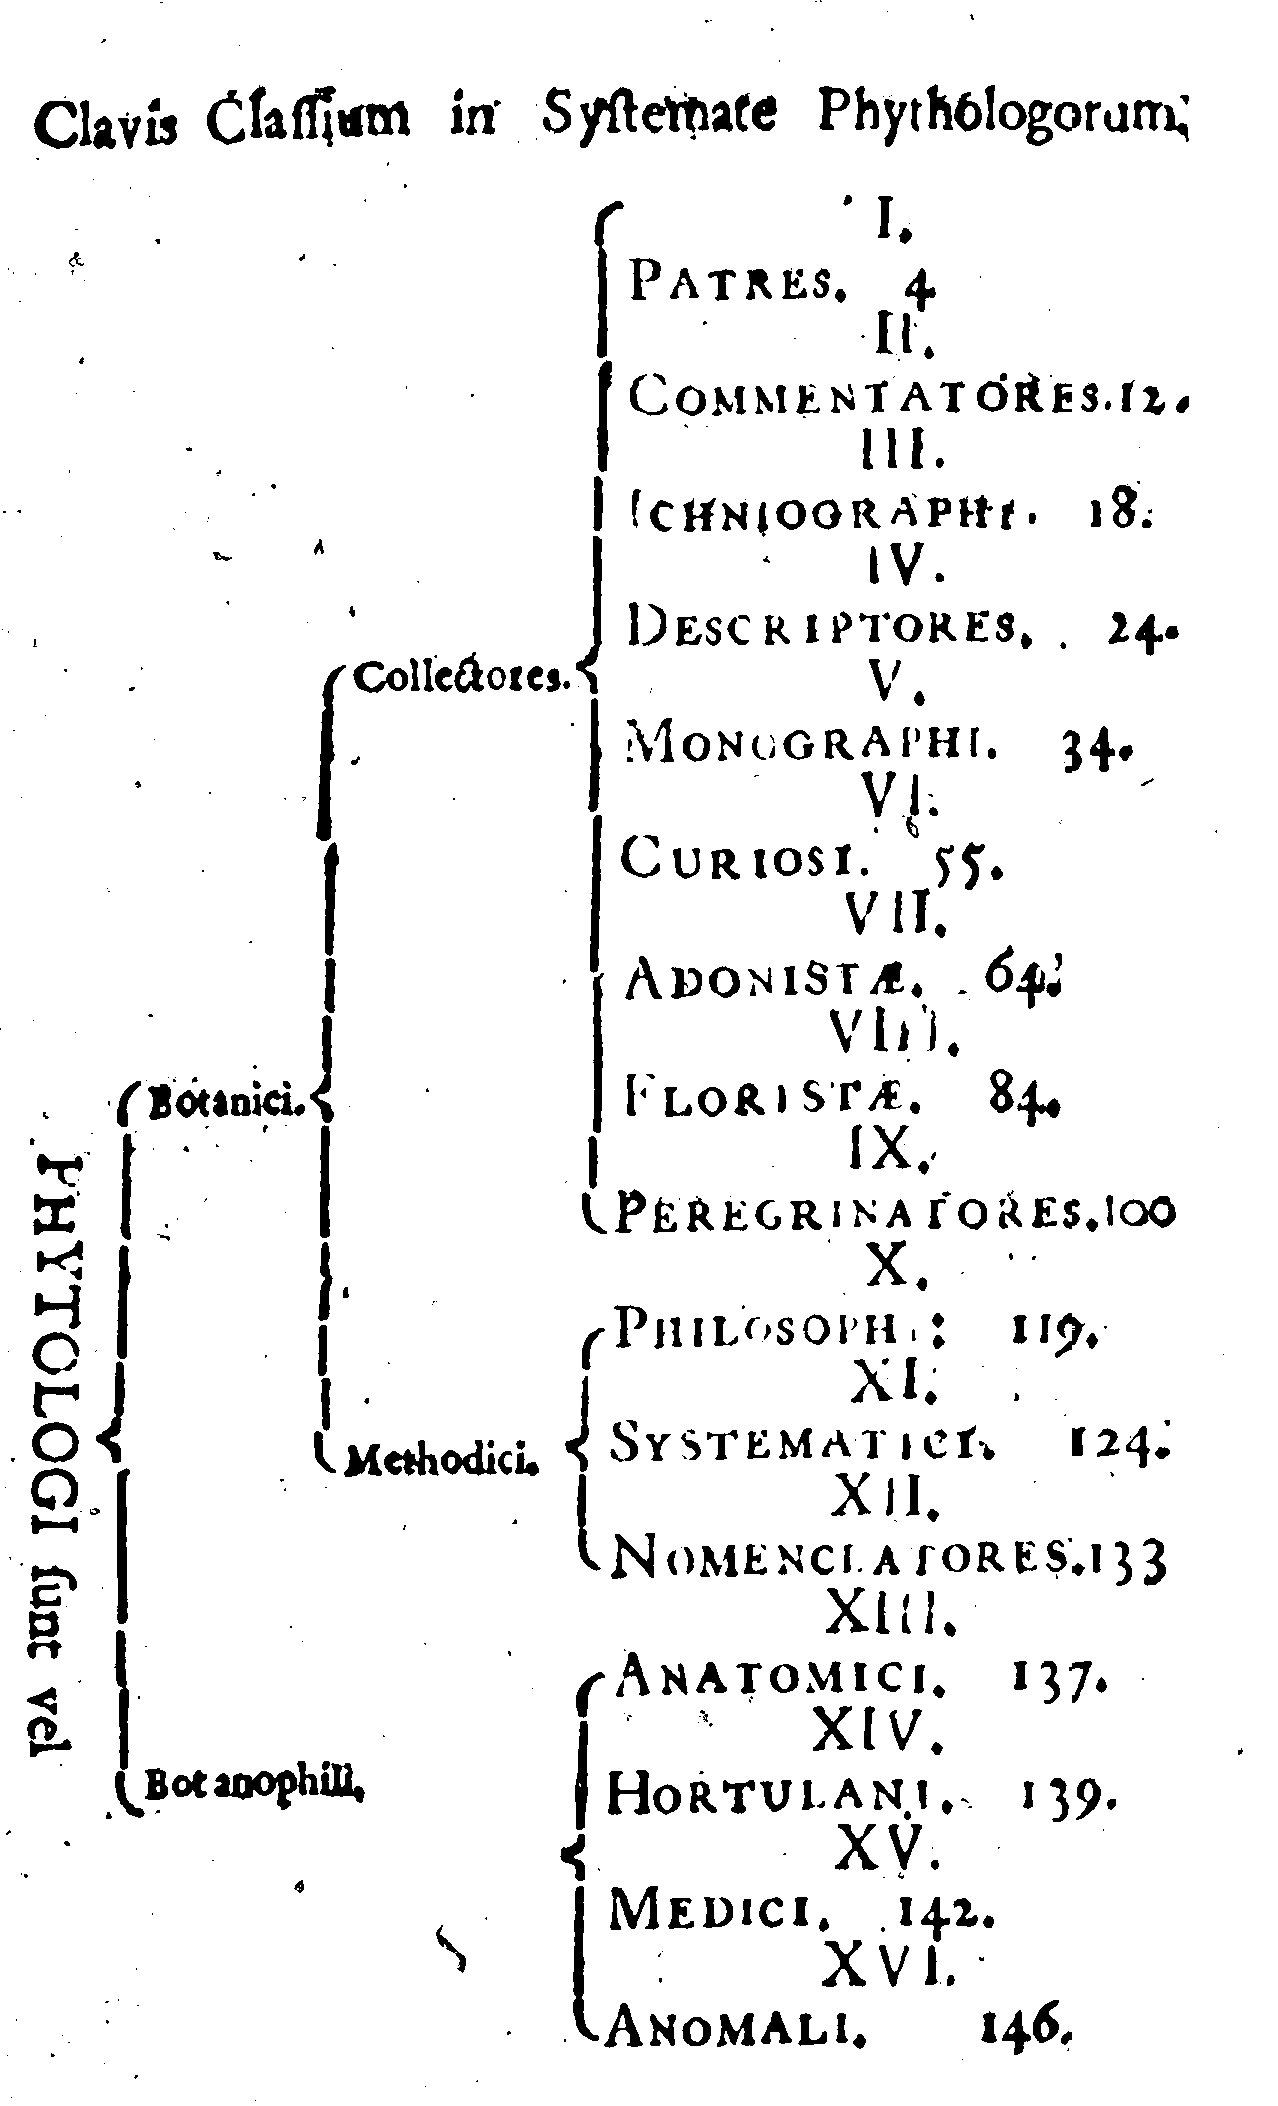 Clavis Claſſium in Syſtemate Phythologorum;
I.
PATRES. 4
II.
COMMENTATORES. 12.
III.
ICHNIOGRAPHI. 18.
IV.
DESCRIPTORES. 24.
Collectores.
V.
MONOGRAPHI. 34.
VI.
CURIOSI. 55.
VII.
ADONISTÆ. 64.
VIII.
Botanici.
FLORISTÆ. 84.
IX.
PEREGRINATORES. 100
X.
PHILOSOPHI: 119.
XI.
Methodici.
SYSTEMATICI. 124.
XII.
NOMENCLATORES. 133
XIII.
ANATOMICI. 137.
XIV.
Botanophili.
HORTULANI. 139.
XV.
MEDICI. 142.
XVI.
ANOMALI. 146.
PHYTOLOGI ſunt vel